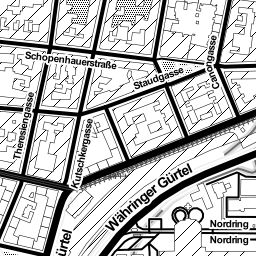 Schopenhauerstraße
Staudgasse
Canongasse
Theresiengasse
Kutschkergasse
Währinger Gürtel
Gürtel
Nordring
Nordring